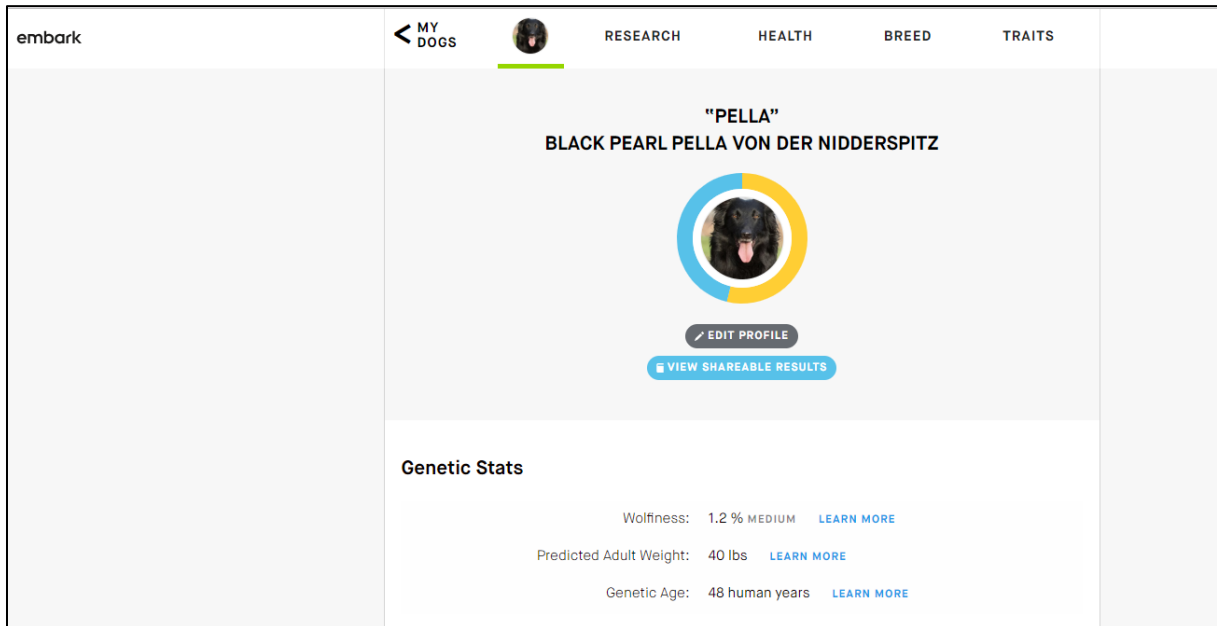 embark
< MY DOGS
RESEARCH
HEALTH
BREED
TRAITS
“PELLA”
BLACK PEARL PELLA VON DER NIDDERSPITZ
EDIT PROFILE
VIEW SHAREABLE RESULTS
Genetic Stats
Wolfiness: 1.2 % MEDIUM LEARN MORE
Predicted Adult Weight: 40 lbs LEARN MORE
Genetic Age: 48 human years LEARN MORE